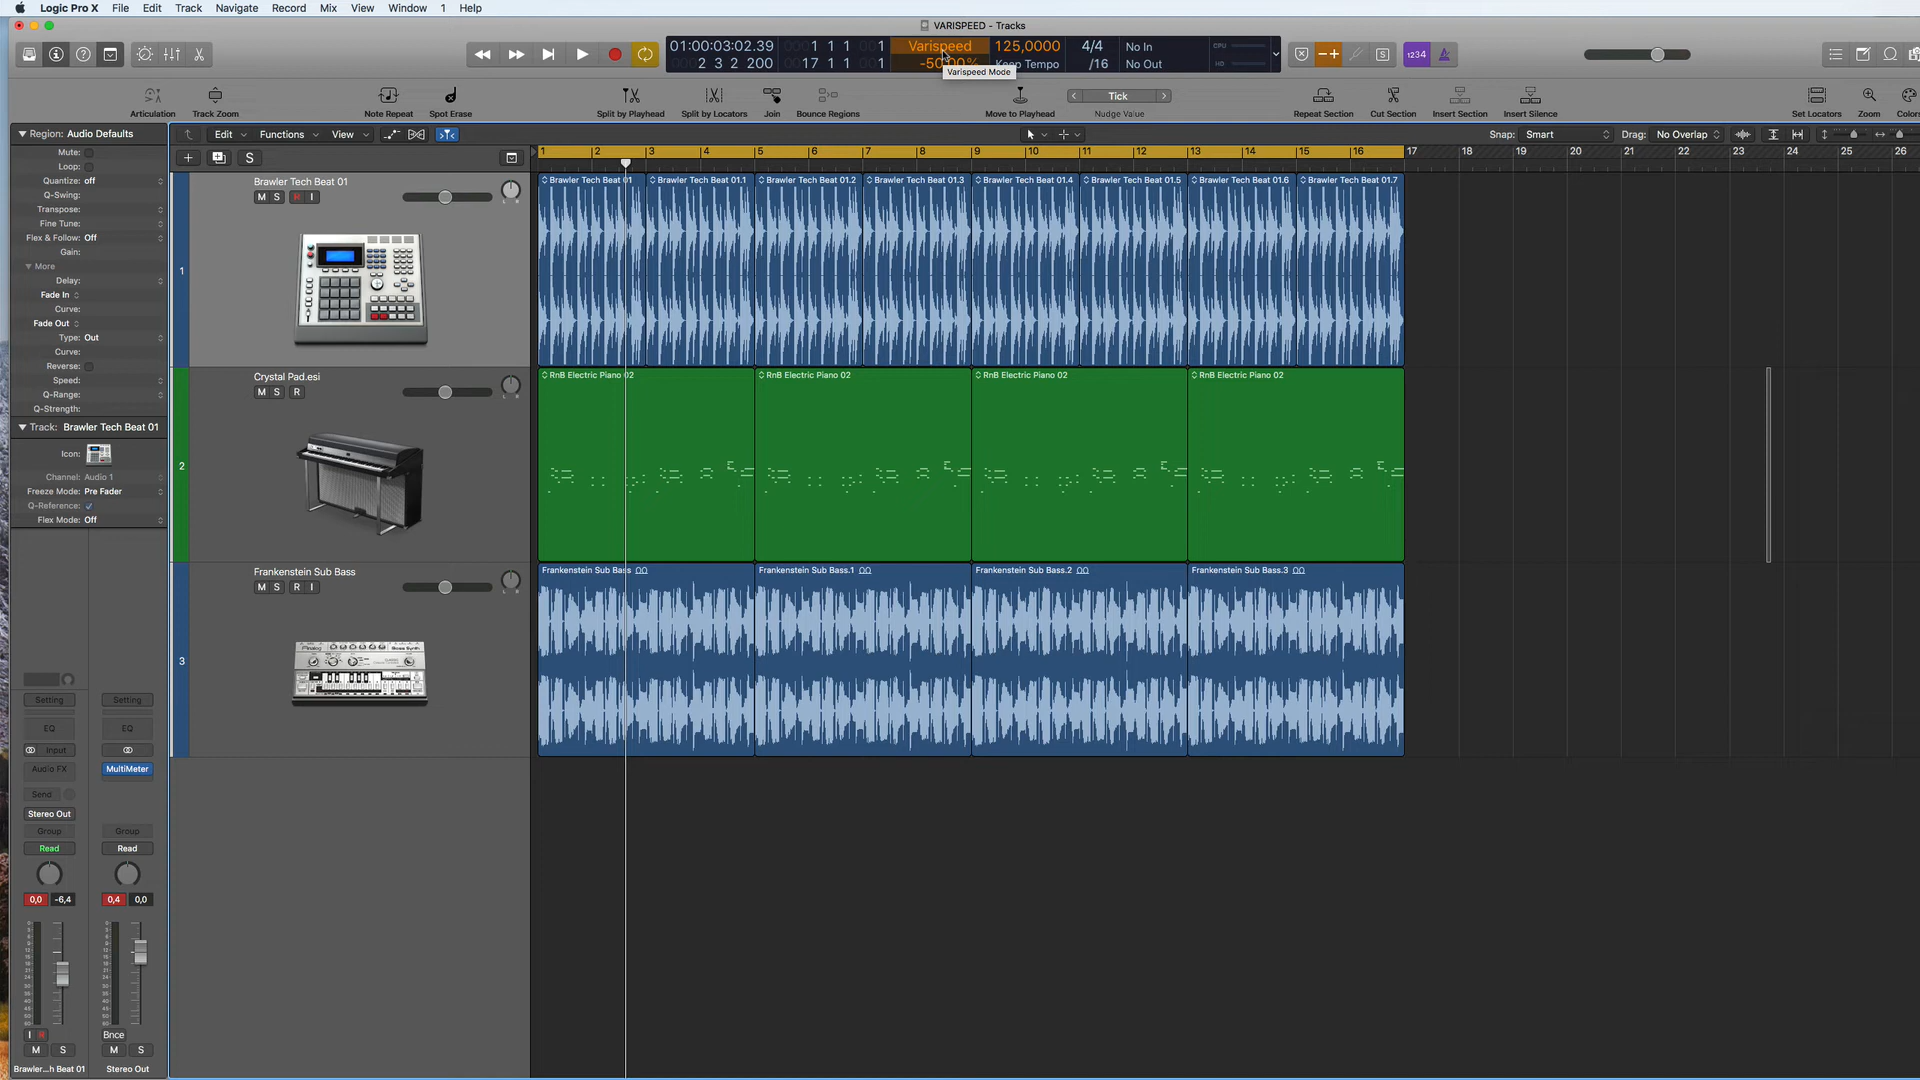 Logic Pro X File Edit Track Navigate Record Mix View Window 1 Help
VARISPEED - Tracks
01:00:03:02.39 1 1 1 1 Varispeed 125,0000 4/4 No In CPU
2 3 2 200 17 1 1 1 -50.00% Keep Tempo /16 No Out HD
1234
Varispeed Mode
Tick
Articulation Track Zoom Note Repeat Spot Erase Split by Playhead Split by Locators Join Bounce Regions Move to Playhead Nudge Value Repeat Section Cut Section Insert Section Insert Silence Set Locators Zoom Colors
Region: Audio Defaults
Edit Functions View Snap: Smart Drag: No Overlap
Mute:
Loop:
Quantize: off
Q-Swing:
Transpose:
Fine Tune:
Flex & Follow: Off
Gain:
More
Delay:
Fade In
Curve:
Fade Out
Type: Out
Curve:
Reverse:
Speed:
Q-Range:
Q-Strength:
Track: Brawler Tech Beat 01
Icon:
Channel: Audio 1
Freeze Mode: Pre Fader
Q-Reference:
Flex Mode: Off
S
1 2 3 4 5 6 7 8 9 10 11 12 13 14 15 16 17 18 19 20 21 22 23 24 25 26
1
Brawler Tech Beat 01
M S R I
Brawler Tech Beat 01 Brawler Tech Beat 01.1 Brawler Tech Beat 01.2 Brawler Tech Beat 01.3 Brawler Tech Beat 01.4 Brawler Tech Beat 01.5 Brawler Tech Beat 01.6 Brawler Tech Beat 01.7
2
Crystal Pad.esi
M S R
RnB Electric Piano 02 RnB Electric Piano 02 RnB Electric Piano 02 RnB Electric Piano 02
3
Frankenstein Sub Bass
M S R I
Frankenstein Sub Bass Frankenstein Sub Bass.1 Frankenstein Sub Bass.2 Frankenstein Sub Bass.3
Setting Setting
EQ EQ
Input
Audio FX MultiMeter
Send
Stereo Out
Group Group
Read Read
0,0 -6,4 0,4 0,0
I R Bnce
M S M S
Brawler...h Beat 01 Stereo Out